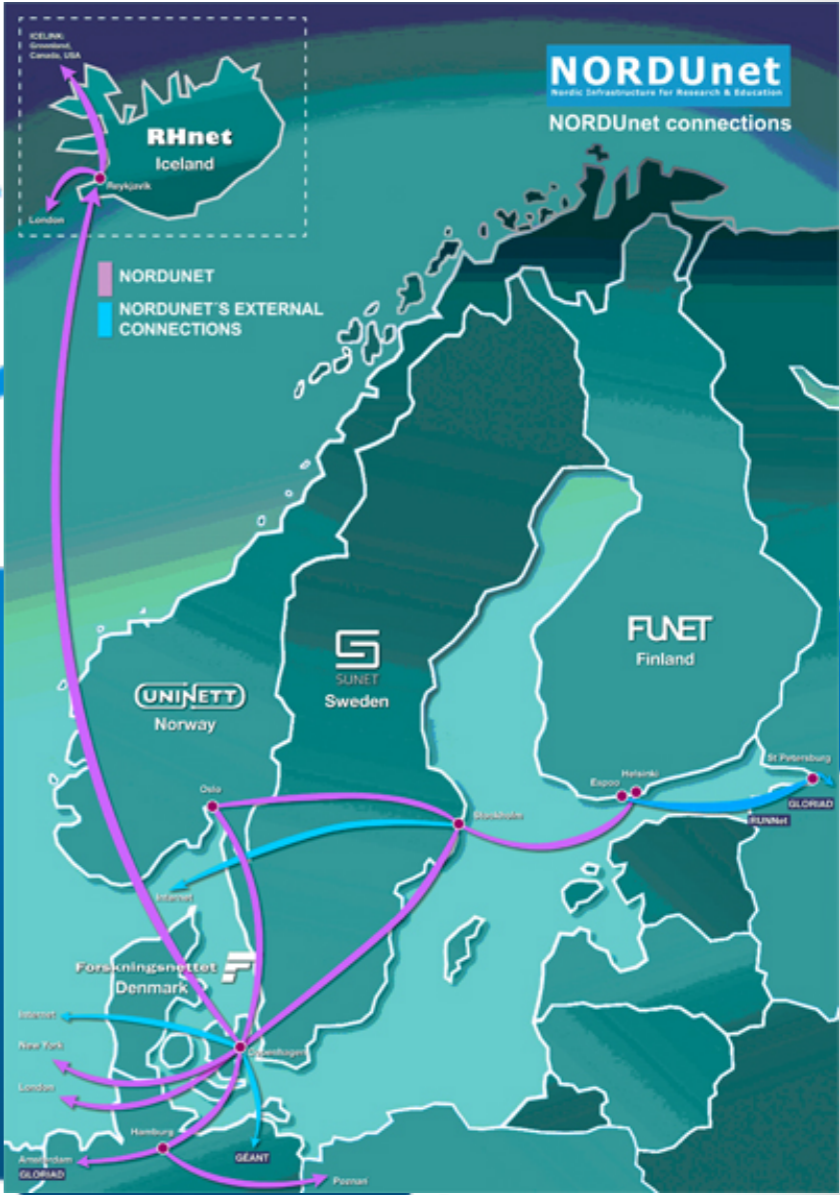 ICELINK:
Greenland,
Canada, USA
NORDUnet
Nordic Infrastructure for Research & Education
NORDUnet connections
RHnet
Iceland
Reykjavik
London
NORDUNET
NORDUNET´S EXTERNAL
CONNECTIONS
FUNET
Finland
SUNET
Sweden
UNINETT
Norway
St Petersburg
Helsinki
Espoo
Oslo
GLORIAD
Stockholm
RUNNet
Internet
Forskningsnettet
Denmark
Internet
New York
Copenhagen
London
Hamburg
Amsterdam
GÉANT
GLORIAD
Poznan